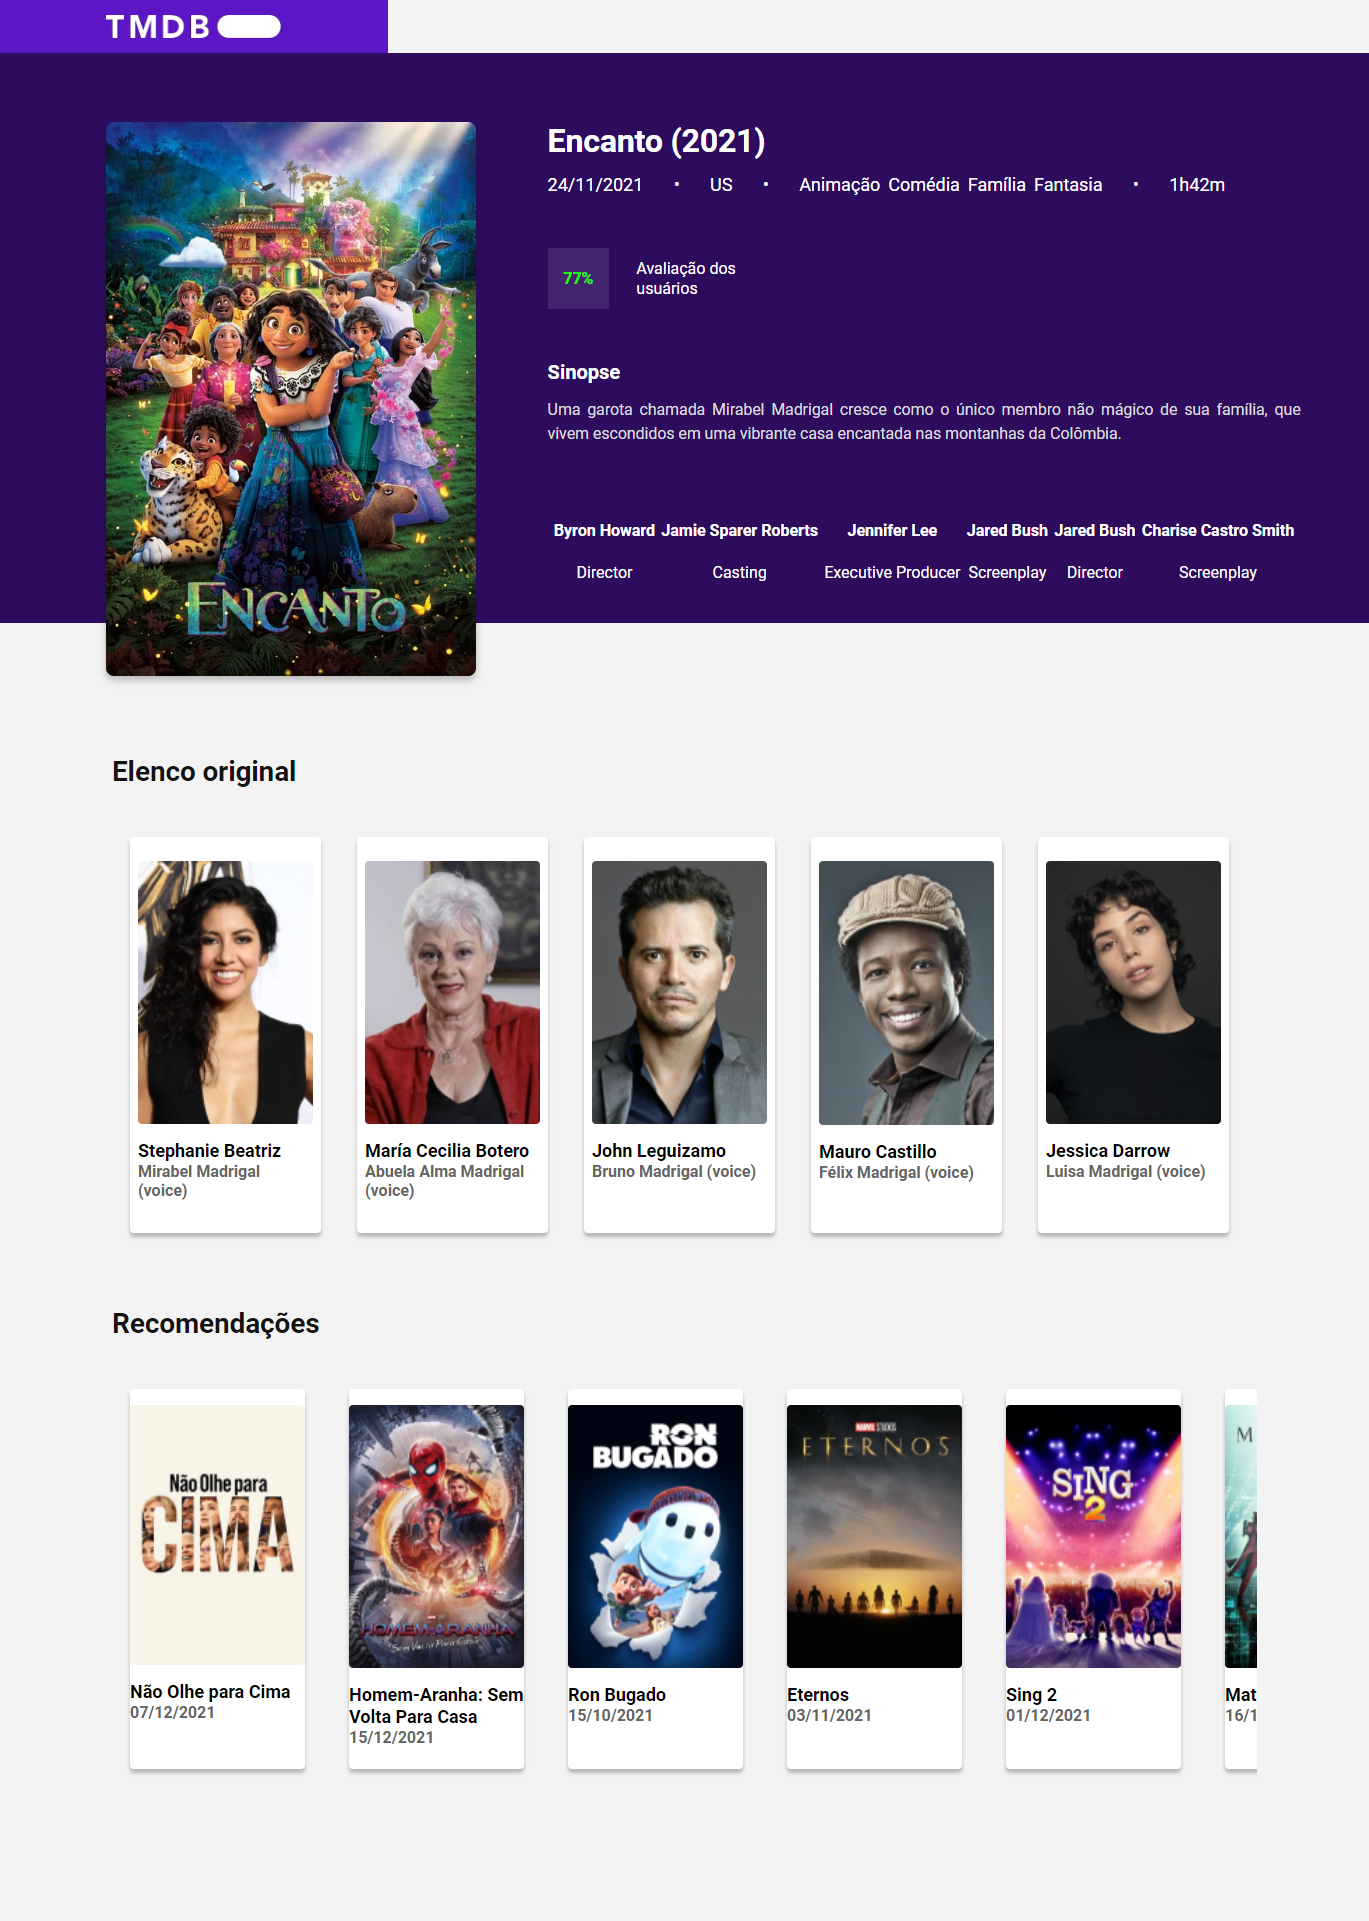 TMDB
Encanto (2021)
24/11/2021 • US • Animação Comédia Família Fantasia • 1h42m
77%
Avaliação dos
usuários
Sinopse
Uma garota chamada Mirabel Madrigal cresce como o único membro não mágico de sua família, que
vivem escondidos em uma vibrante casa encantada nas montanhas da Colômbia.
Byron Howard Jamie Sparer Roberts Jennifer Lee Jared Bush Jared Bush Charise Castro Smith
Director Casting Executive Producer Screenplay Director Screenplay
ENCANTO
Elenco original
Stephanie Beatriz
Mirabel Madrigal
(voice)
María Cecilia Botero
Abuela Alma Madrigal
(voice)
John Leguizamo
Bruno Madrigal (voice)
Mauro Castillo
Félix Madrigal (voice)
Jessica Darrow
Luisa Madrigal (voice)
Recomendações
Não Olhe para
CIMA
Não Olhe para Cima
07/12/2021
HOMEM-ARANHA
Sem Volta Para Casa
Homem-Aranha: Sem
Volta Para Casa
15/12/2021
RON
BUGADO
Ron Bugado
15/10/2021
MARVEL STUDIOS
ETERNOS
Eternos
03/11/2021
SING
2
Sing 2
01/12/2021
M
Mat
16/1